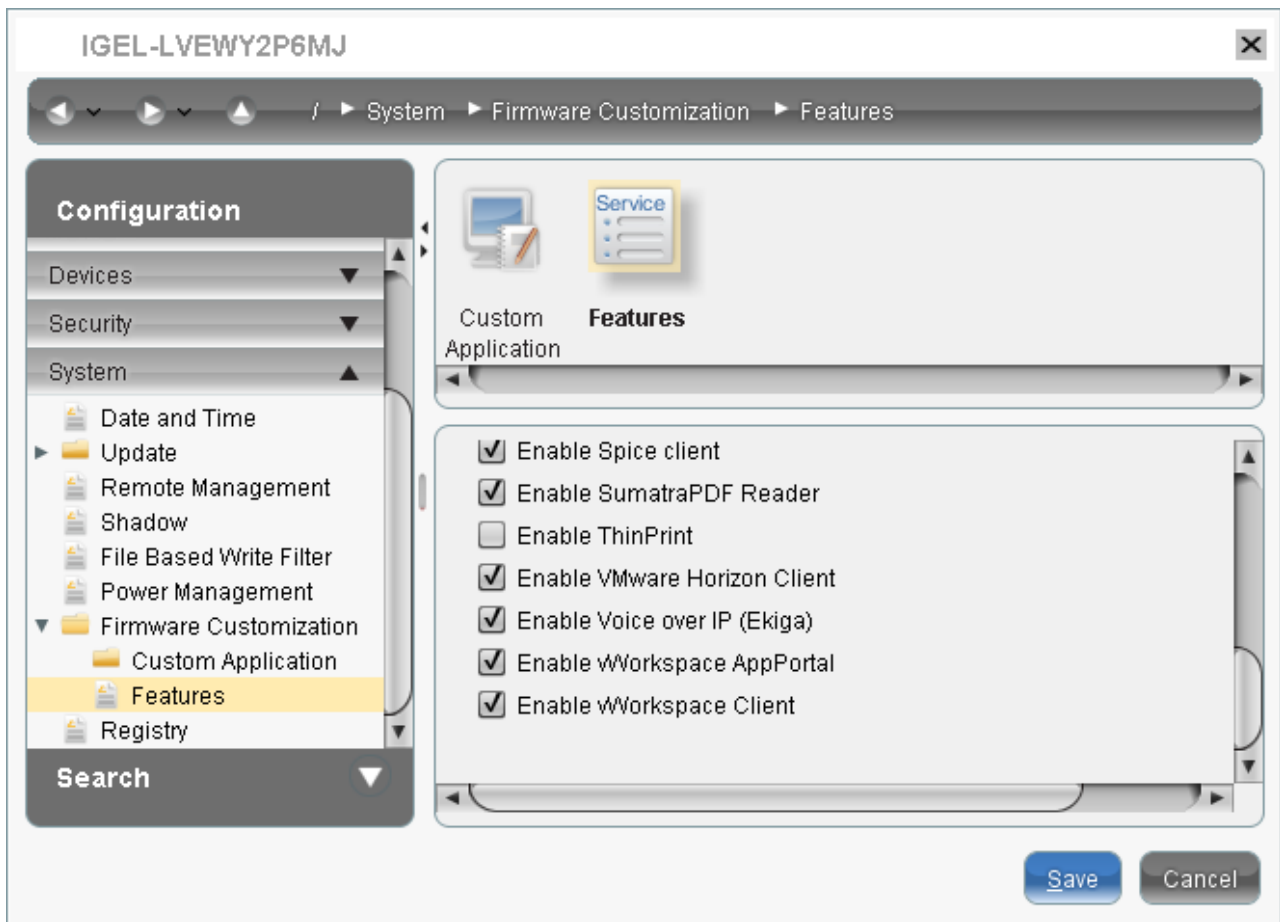 IGEL-LVEWY2P6MJ
/ System Firmware Customization Features
Configuration
Devices
Security
System
Date and Time
Update
Remote Management
Shadow
File Based Write Filter
Power Management
Firmware Customization
Custom Application
Features
Registry
Search
Service
Custom
Application
Features
Enable Spice client
Enable SumatraPDF Reader
Enable ThinPrint
Enable VMware Horizon Client
Enable Voice over IP (Ekiga)
Enable vWorkspace AppPortal
Enable vWorkspace Client
Save
Cancel